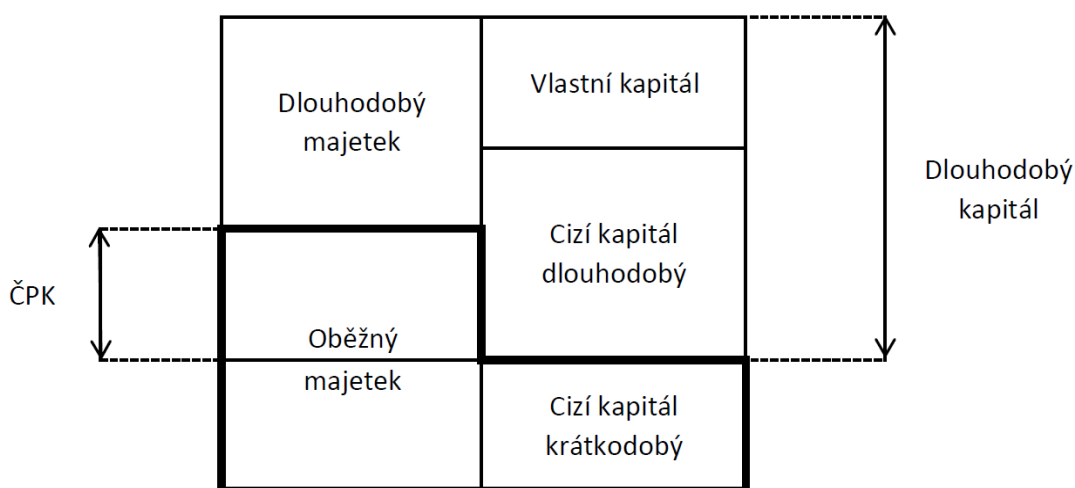 Dlouhodobý
majetek
Vlastní kapitál
Dlouhodobý
kapitál
Cizí kapitál
dlouhodobý
ČPK
Oběžný
majetek
Cizí kapitál
krátkodobý